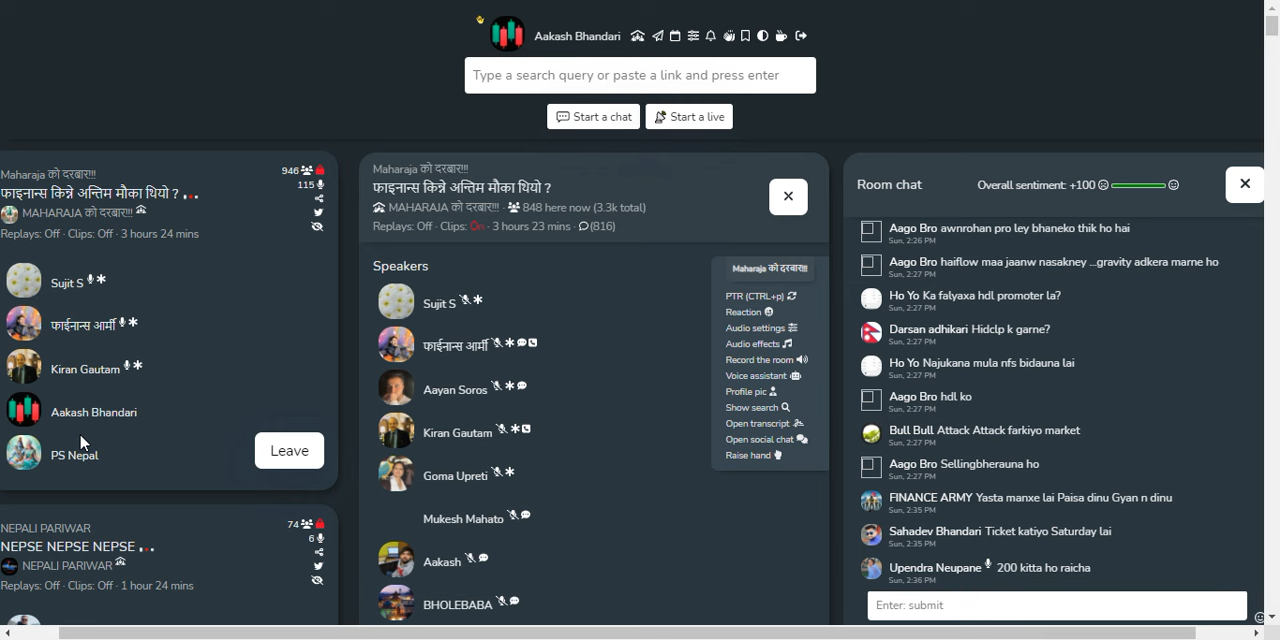 Aakash Bhandari
Type a search query or paste a link and press enter
Start a chat
Start a live
Maharaja को दरबार!!!
946
115
फाइनान्स किन्ने अन्तिम मौका थियो ?
MAHARAJA को दरबार!!!
Replays: Off · Clips: Off · 3 hours 24 mins
Sujit S
फाईनान्स आर्मी
Kiran Gautam
Aakash Bhandari
PS Nepal
Leave
NEPALI PARIWAR
74
6
NEPSE NEPSE NEPSE
NEPALI PARIWAR
Replays: Off · Clips: Off · 1 hour 24 mins
Maharaja को दरबार!!!
फाइनान्स किन्ने अन्तिम मौका थियो ?
MAHARAJA को दरबार!!! · 848 here now (3.3k total)
Replays: Off · Clips: On · 3 hours 23 mins · (816)
Speakers
Sujit S
फाईनान्स आर्मी
Aayan Soros
Kiran Gautam
Goma Upreti
Mukesh Mahato
Aakash
BHOLEBABA
Maharaja को दरबार!!!
PTR (CTRL+p)
Reaction
Audio settings
Audio effects
Record the room
Voice assistant
Profile pic
Show search
Open transcript
Open social chat
Raise hand
Room chat
Overall sentiment: +100
Aago Bro awnrohan pro ley bhaneko thik ho hai
Sun, 2:26 PM
Aago Bro haiflow maa jaanw nasakney ...gravity adkera marne ho
Sun, 2:27 PM
Ho Yo Ka falyaxa hdl promoter la?
Sun, 2:27 PM
Darsan adhikari Hidclp k garne?
Sun, 2:27 PM
Ho Yo Najukana mula nfs bidauna lai
Sun, 2:27 PM
Aago Bro hdl ko
Sun, 2:27 PM
Bull Bull Attack Attack farkiyo market
Sun, 2:27 PM
Aago Bro Sellingbherauna ho
Sun, 2:27 PM
FINANCE ARMY Yasta manxe lai Paisa dinu Gyan n dinu
Sun, 2:35 PM
Sahadev Bhandari Ticket katiyo Saturday lai
Sun, 2:35 PM
Upendra Neupane 200 kitta ho raicha
Sun, 2:36 PM
Enter: submit